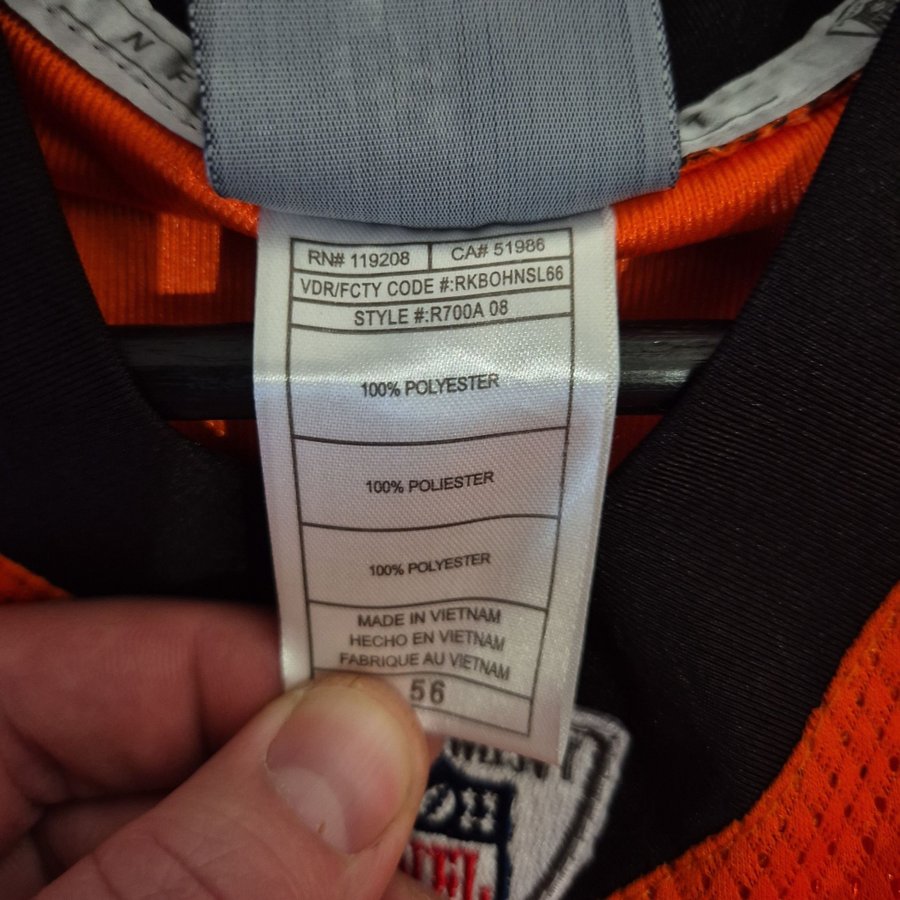 N F
RN# 119208 CA# 51986
VDR/FCTY CODE #:RKBOHNSL66
STYLE #:R700A 08
100% POLYESTER
100% POLIESTER
100% POLYESTER
MADE IN VIETNAM
HECHO EN VIETNAM
FABRIQUE AU VIETNAM
56